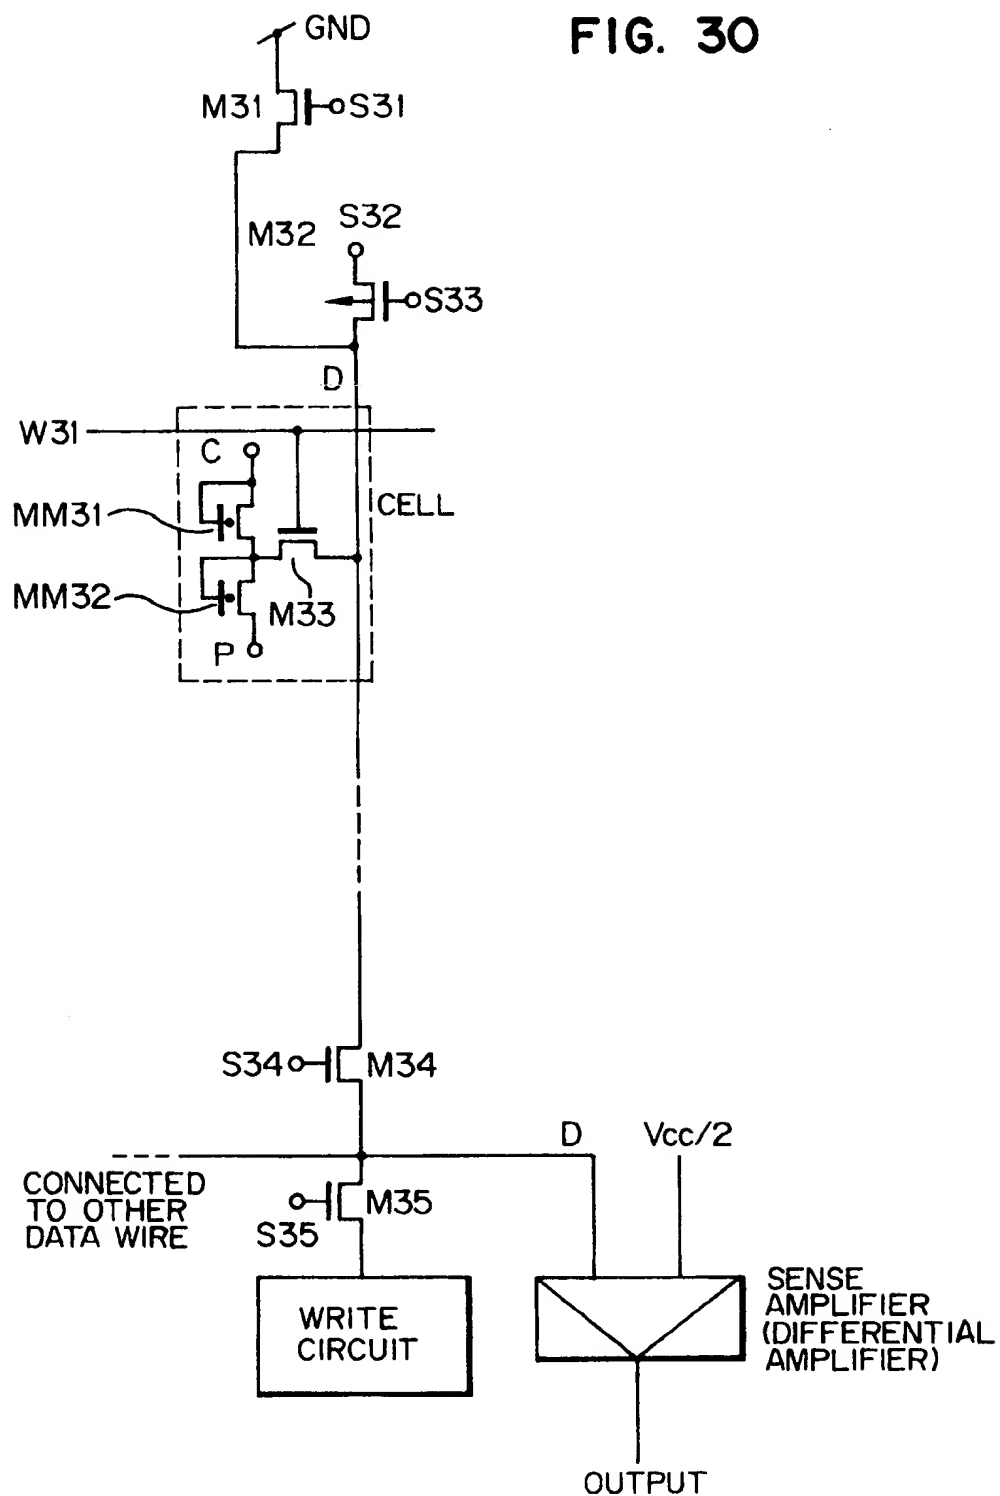 FIG. 30
GND
M31
S31
S32
M32
S33
D
W31
C
CELL
MM31
MM32
M33
P
S34
M34
D
Vcc/2
CONNECTED
TO OTHER
DATA WIRE
M35
S35
WRITE
CIRCUIT
SENSE
AMPLIFIER
(DIFFERENTIAL
AMPLIFIER)
OUTPUT